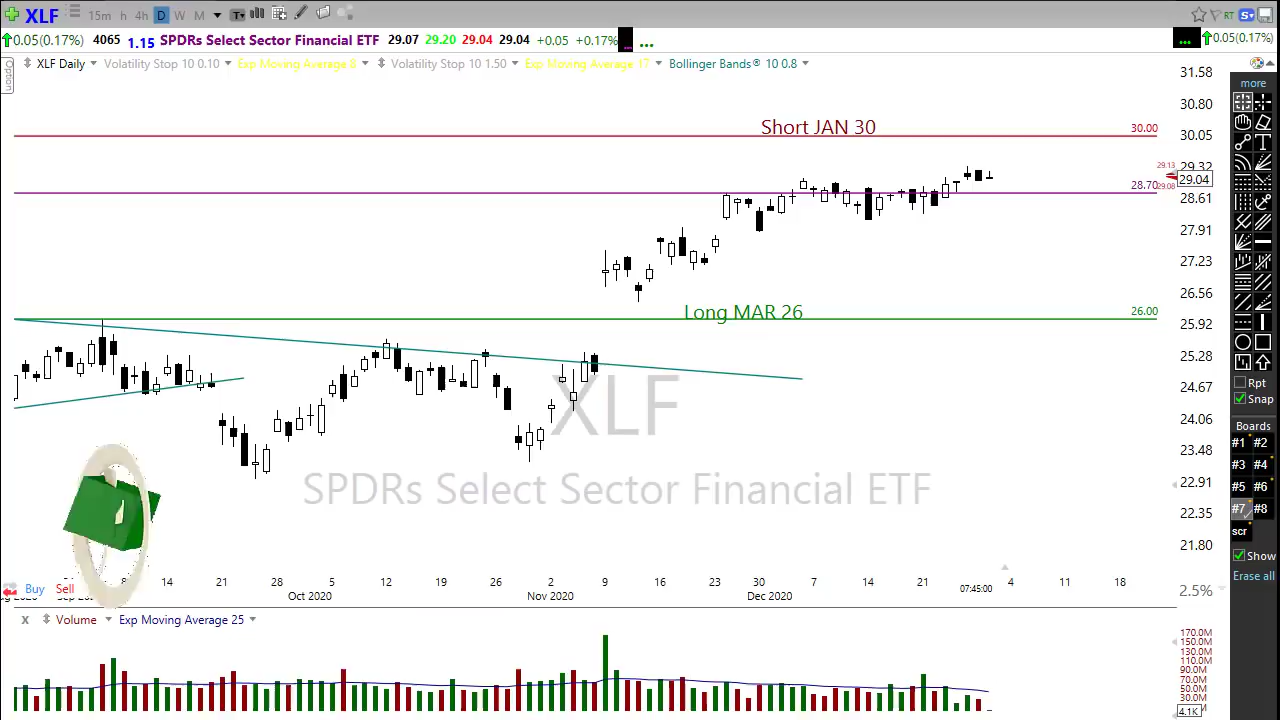 XLF 15m h 4h D W M T RT S
0.05(0.17%) 4065 1.15 SPDRs Select Sector Financial ETF 29.07 29.20 29.04 29.04 +0.05 +0.17% ... ... 0.05(0.17%)
Option
XLF Daily Volatility Stop 10 0.10 Exp Moving Average 8 Volatility Stop 10 1.50 Exp Moving Average 17 Bollinger Bands® 10 0.8
more
31.58
30.80
Short JAN 30
30.00
30.05
29.13
29.32
29.04
28.70
29.08
28.61
27.91
27.23
26.56
Long MAR 26
26.00
25.92
25.28
24.67
24.06
23.48
22.91
22.35
21.80
XLF
SPDRs Select Sector Financial ETF
Rpt
Snap
Boards
#1 #2
#3 #4
#5 #6
#7 #8
scr
Show
Erase all
14 21 28 5 12 19 26 2 9 16 23 30 7 14 21 07:45:00 4 11 18
Buy Sell
Oct 2020 Nov 2020 Dec 2020
2.5%
x Volume Exp Moving Average 25
170.0M
150.0M
130.0M
110.0M
90.0M
70.0M
50.0M
30.0M
4.1K